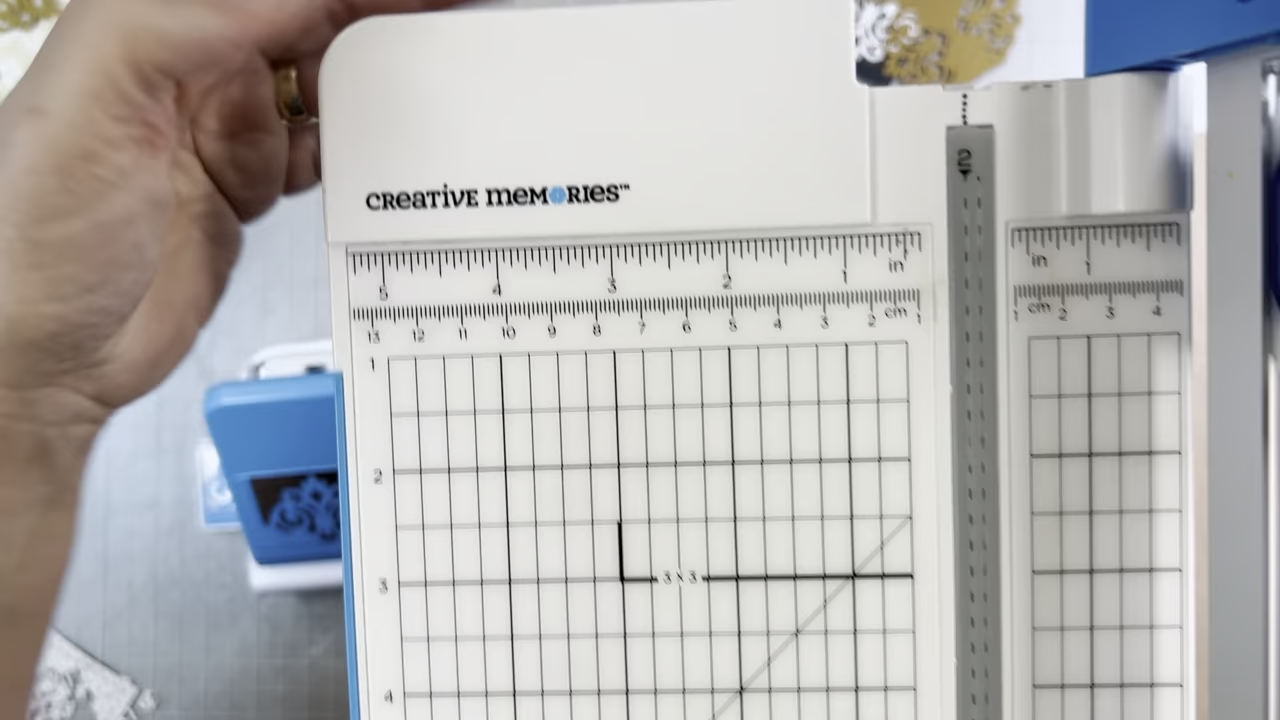 2
creative memories™
5 4 3 2 1 in
in 1
13 12 11 10 9 8 7 6 5 4 3 2 cm 1
1 cm 2 3 4
1
2
3
3 x 3
4